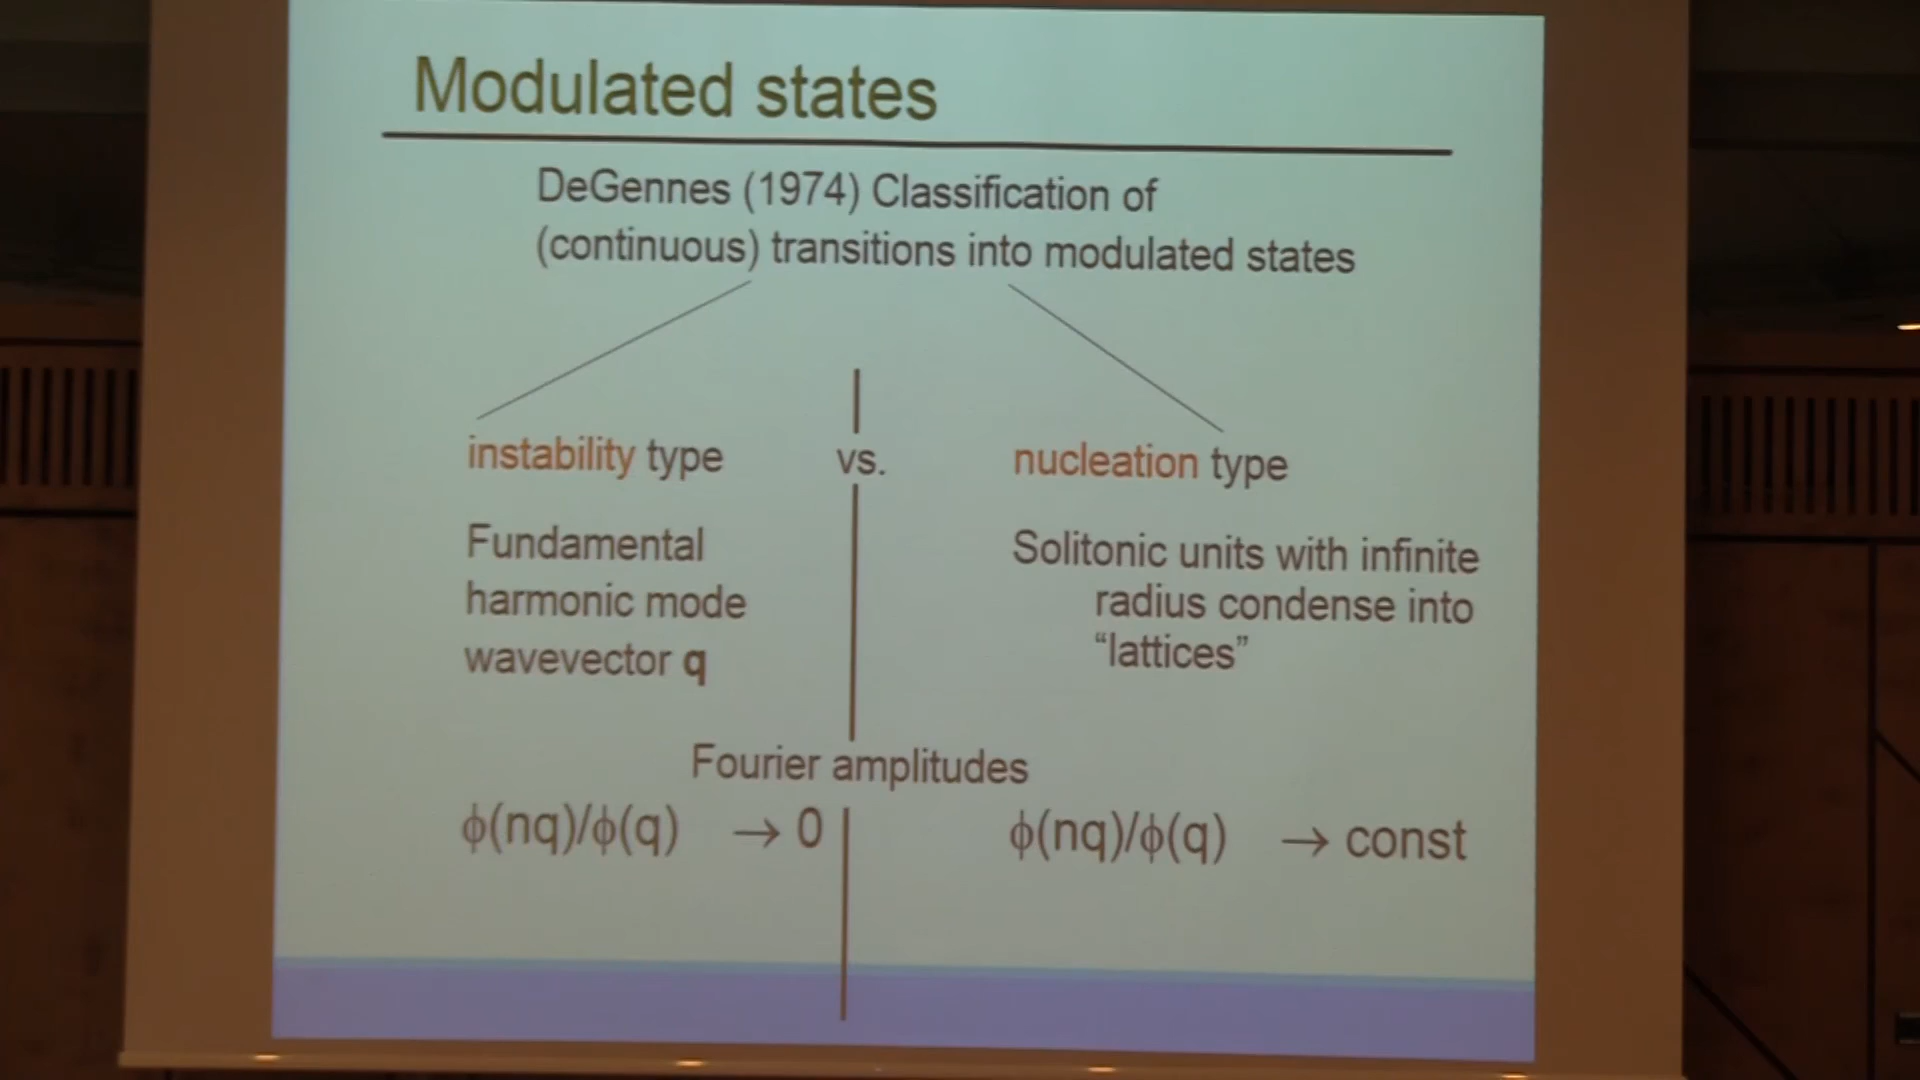 Modulated states
DeGennes (1974) Classification of
(continuous) transitions into modulated states
instability type
vs.
nucleation type
Fundamental
harmonic mode
wavevector q
Solitonic units with infinite
radius condense into
“lattices”
Fourier amplitudes
ϕ(nq)/ϕ(q) → 0
ϕ(nq)/ϕ(q) → const